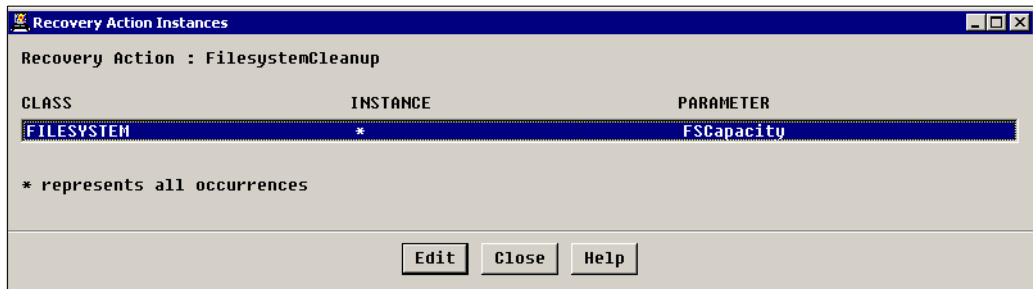 Recovery Action Instances
Recovery Action : FilesystemCleanup
CLASS INSTANCE PARAMETER
FILESYSTEM * FSCapacity
* represents all occurrences
Edit Close Help